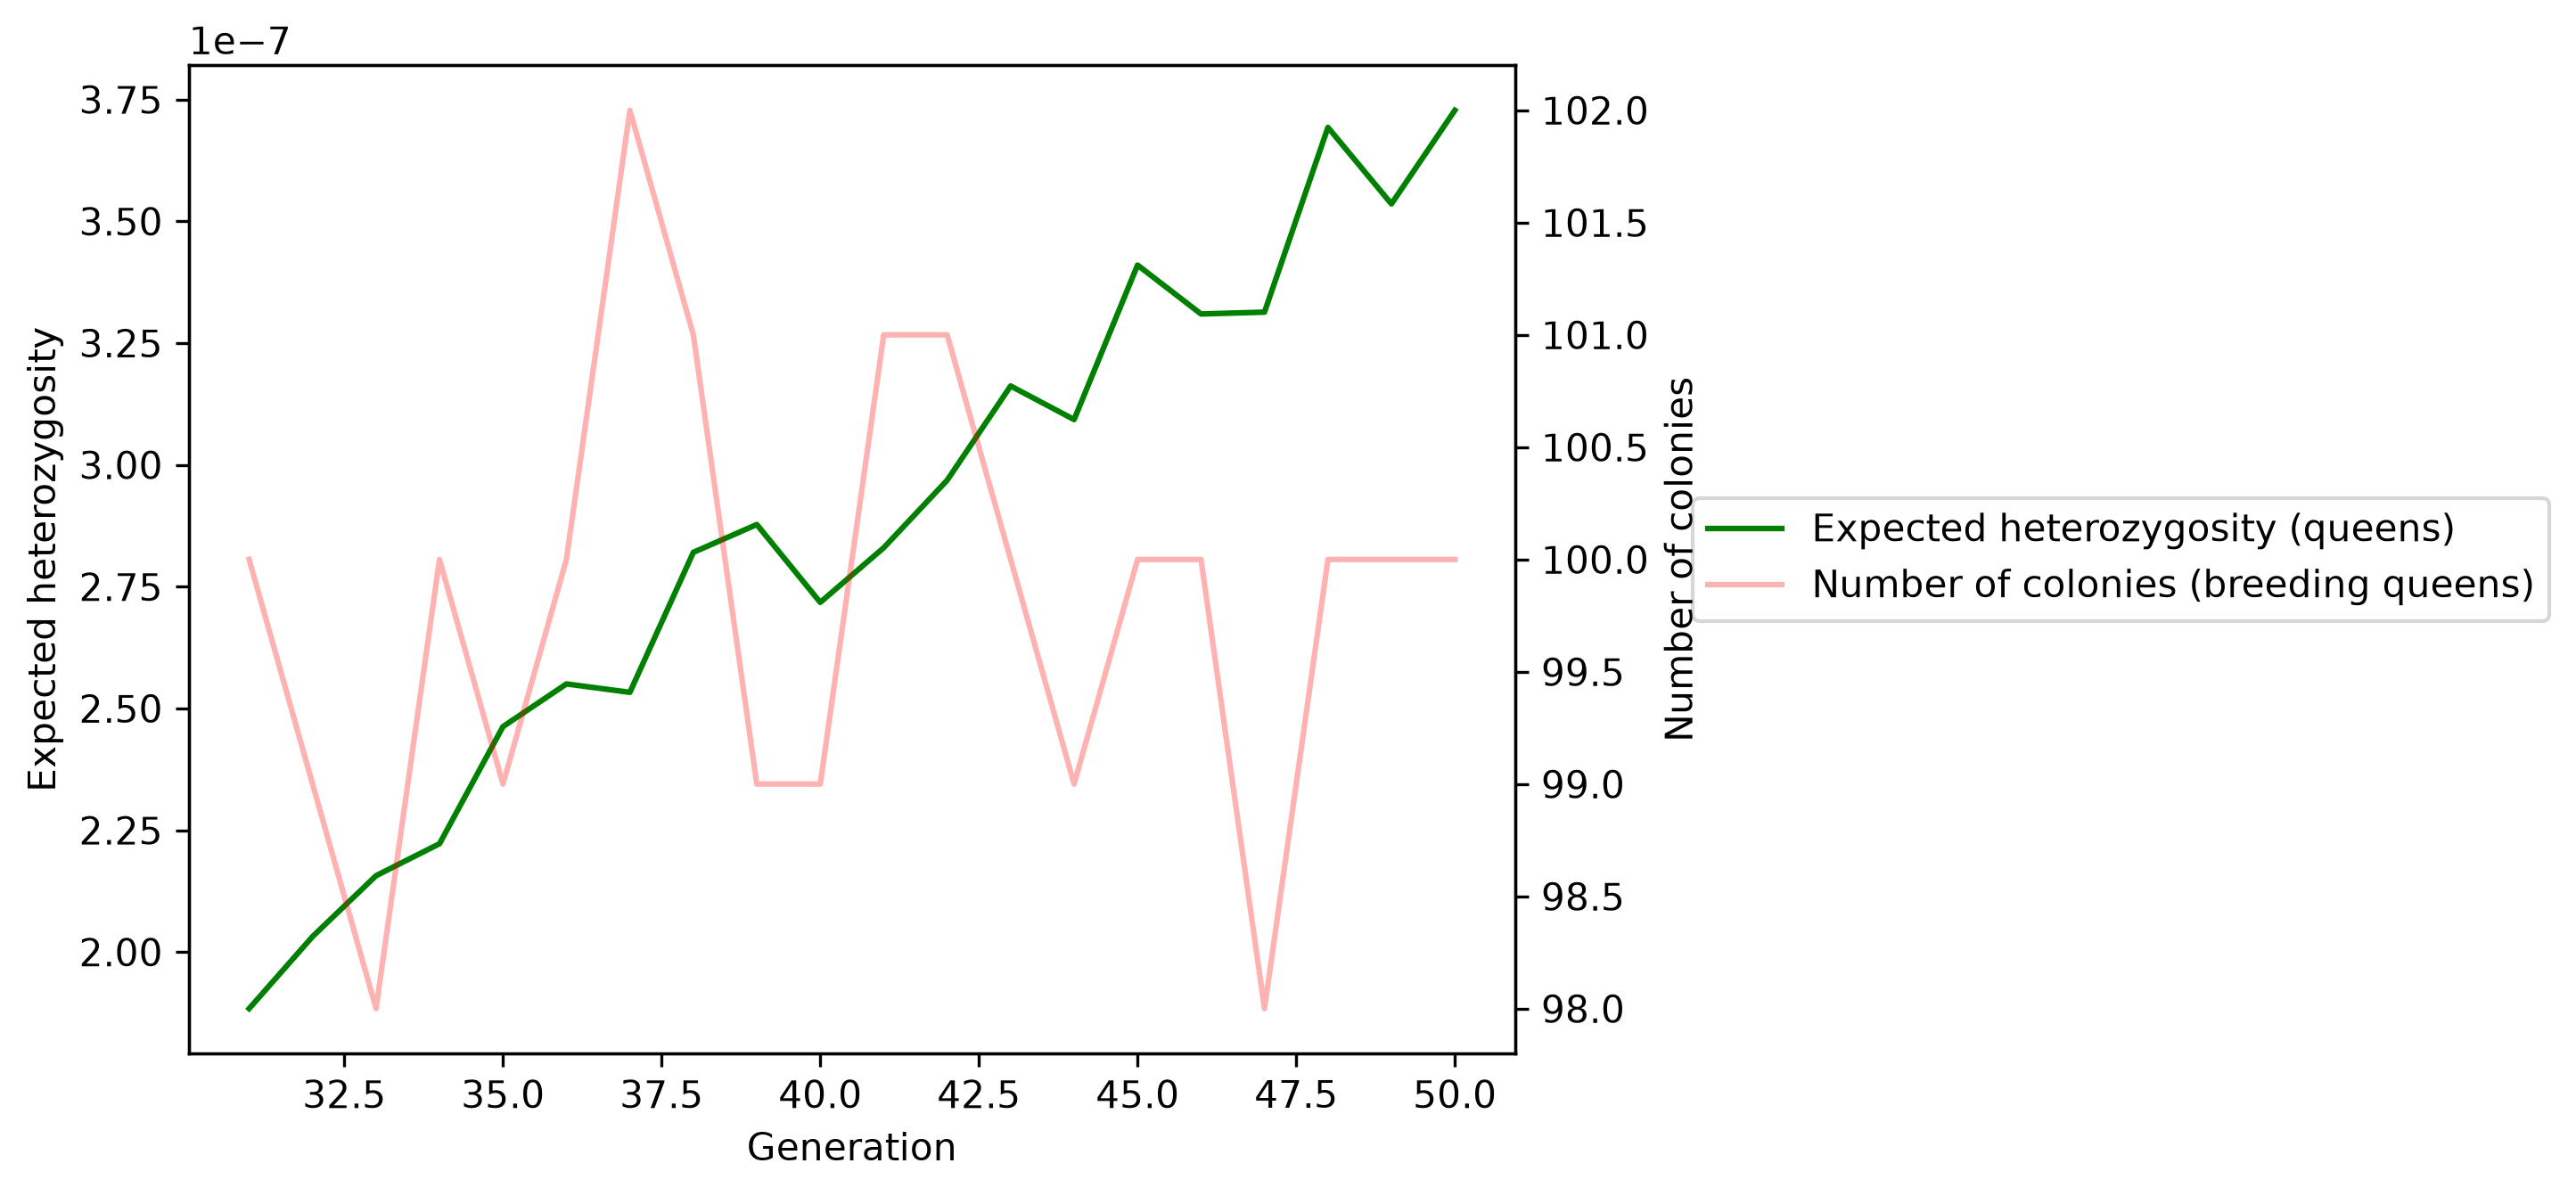 1e−7
3.75
3.50
3.25
3.00
2.75
2.50
2.25
2.00
Expected heterozygosity
32.5 35.0 37.5 40.0 42.5 45.0 47.5 50.0
Generation
102.0
101.5
101.0
100.5
100.0
99.5
99.0
98.5
98.0
Number of colonies
Expected heterozygosity (queens)
Number of colonies (breeding queens)